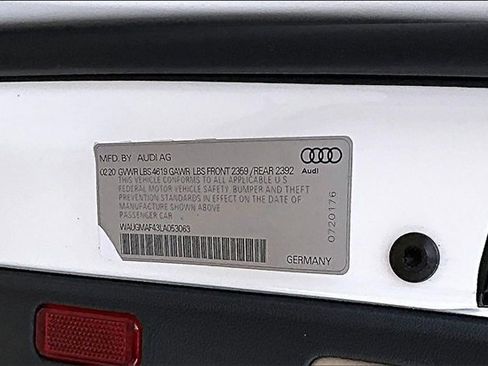 MFD. BY AUDI AG
02.20 GVWR LBS 4619 GAWR LBS FRONT 2359 / REAR 2392
THIS VEHICLE CONFORMS TO ALL APPLICABLE U S
FEDERAL MOTOR VEHICLE SAFETY, BUMPER AND THEFT
PREVENTION STANDARDS IN EFFECT ON THE DATE OF
MANUFACTURE SHOWN ABOVE.
PASSENGER CAR
WAUGMAF43LA053063
Audi
0720176
GERMANY